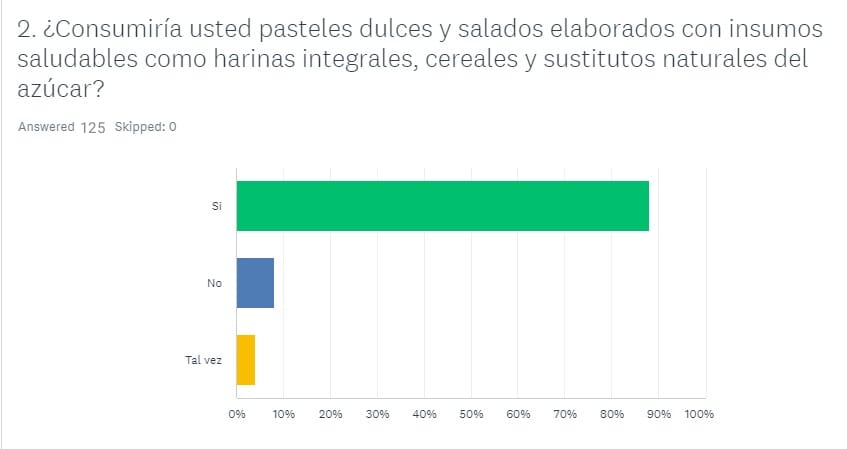 2. ¿Consumiría usted pasteles dulces y salados elaborados con insumos
saludables como harinas integrales, cereales y sustitutos naturales del
azúcar?
Answered 125 Skipped: 0
Si
No
Tal vez
0% 10% 20% 30% 40% 50% 60% 70% 80% 90% 100%